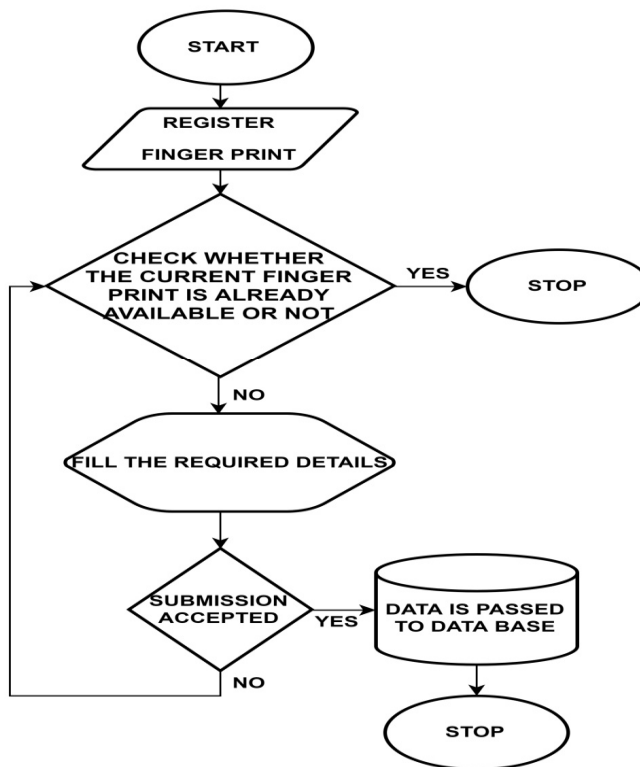 START
REGISTER
FINGER PRINT
CHECK WHETHER
THE CURRENT FINGER
PRINT IS ALREADY
AVAILABLE OR NOT
YES
STOP
NO
FILL THE REQUIRED DETAILS
SUBMISSION
ACCEPTED
YES
DATA IS PASSED
TO DATA BASE
NO
STOP